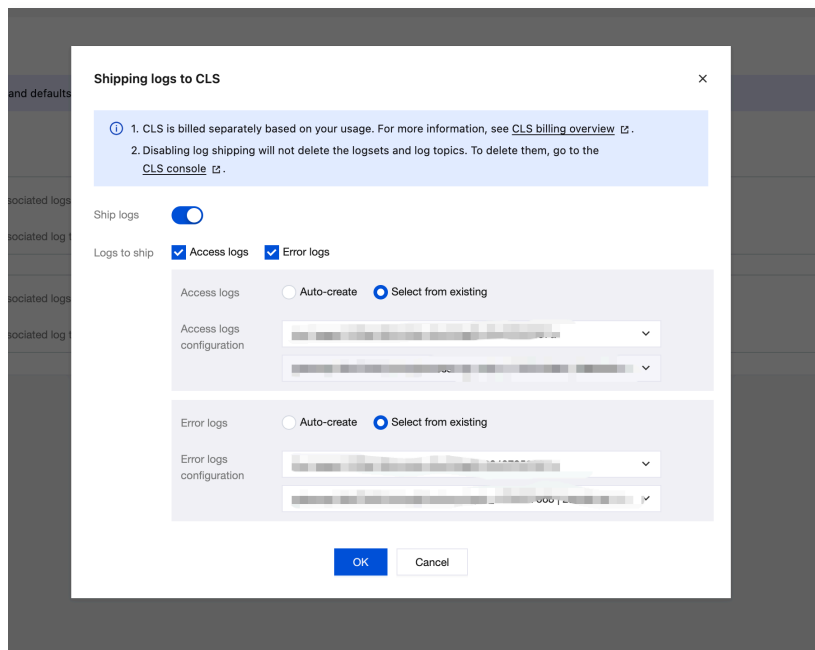 Shipping logs to CLS
and defaults
1. CLS is billed separately based on your usage. For more information, see CLS billing overview.
2. Disabling log shipping will not delete the logsets and log topics. To delete them, go to the
CLS console.
sociated logs
Ship logs
sociated log t
Logs to ship Access logs Error logs
Access logs Auto-create Select from existing
sociated logs
Access logs
configuration
sociated log t
Error logs Auto-create Select from existing
Error logs
configuration
OK Cancel